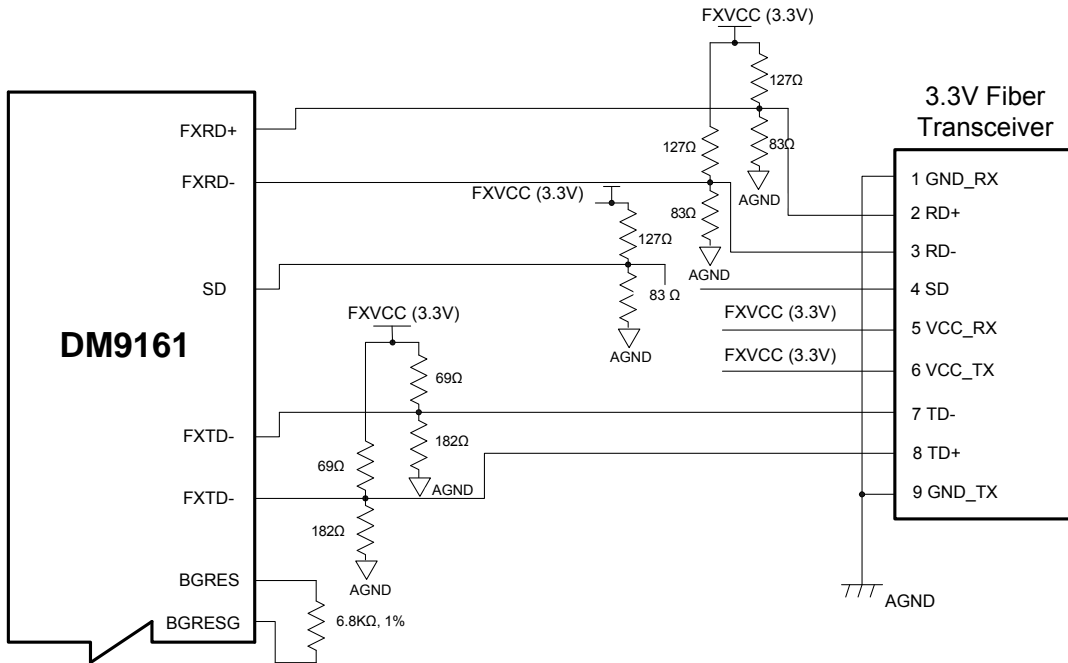 FXVCC (3.3V)
127Ω
3.3V Fiber
Transceiver
FXRD+
127Ω
83Ω
FXRD-
FXVCC (3.3V)
AGND
1 GND_RX
83Ω
2 RD+
127Ω
3 RD-
AGND
SD
83 Ω
4 SD
FXVCC (3.3V)
FXVCC (3.3V)
5 VCC_RX
DM9161
AGND
FXVCC (3.3V)
6 VCC_TX
69Ω
7 TD-
FXTD-
182Ω
8 TD+
69Ω
AGND
FXTD-
9 GND_TX
182Ω
BGRES
AGND
AGND
BGRESG
6.8KΩ, 1%